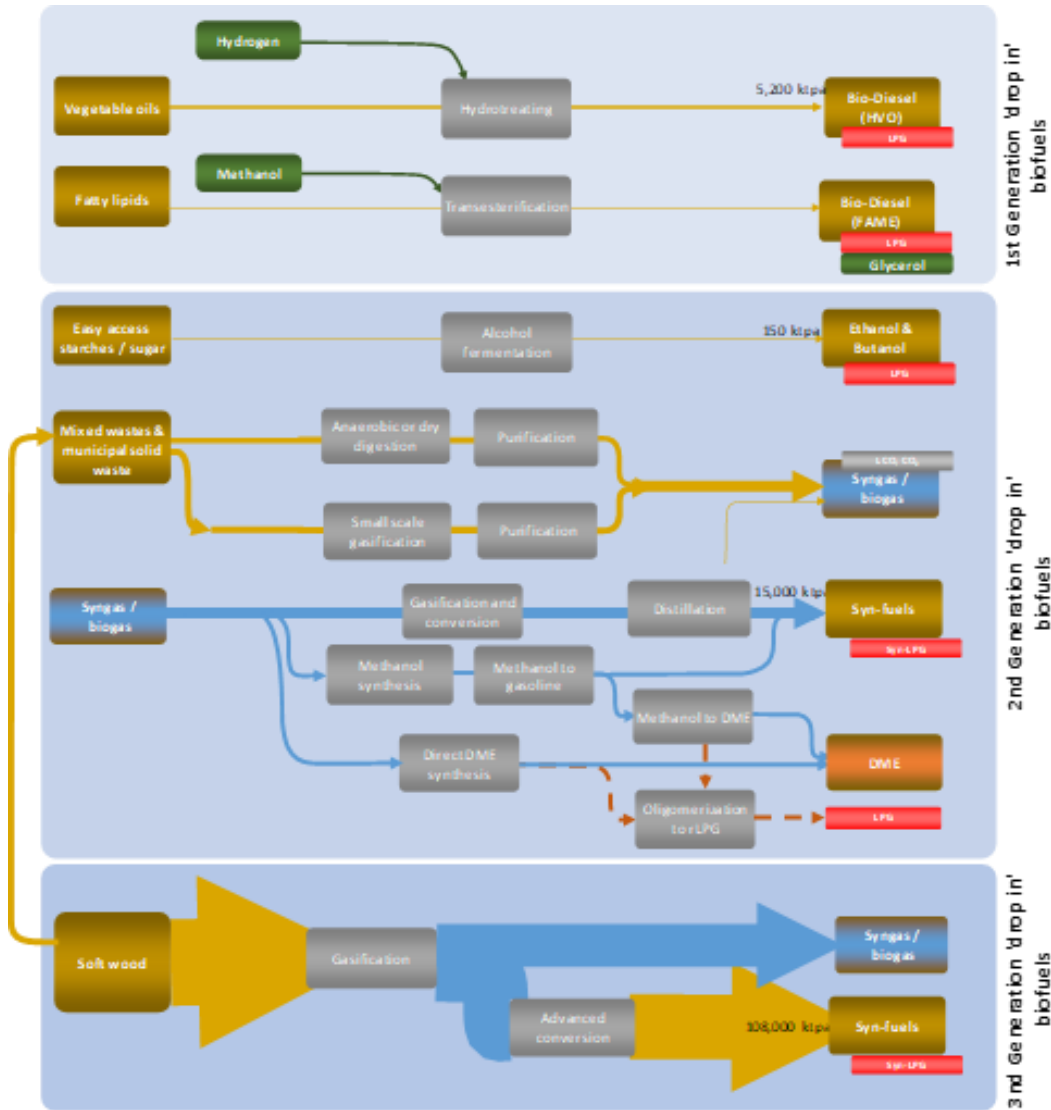 Hydrogen
Vegetable oils
Hydrotreating
5,200 ktpa
Bio-Diesel
(HVO)
LPG
Methanol
Fatty lipids
Transesterification
Bio-Diesel
(FAME)
LPG
Glycerol
1st Generation 'drop in'
biofuels
Easy access
starches / sugar
Alcohol
fermentation
150 ktpa
Ethanol &
Butanol
LPG
Mixed wastes &
municipal solid
waste
Anaerobic or dry
digestion
Purification
Small scale
gasification
Purification
LCO, CO₂
Syngas /
biogas
Syngas /
biogas
Gasification and
conversion
Distillation
15,000 ktpa
Syn-fuels
Syn-LPG
Methanol
synthesis
Methanol to
gasoline
Methanol to DME
Direct DME
synthesis
DME
Oligomerization
to rLPG
LPG
2nd Generation 'drop in'
biofuels
Soft wood
Gasification
Syngas /
biogas
Advanced
conversion
108,000 ktpa
Syn-fuels
Syn-LPG
3nd Generation 'drop in'
biofuels